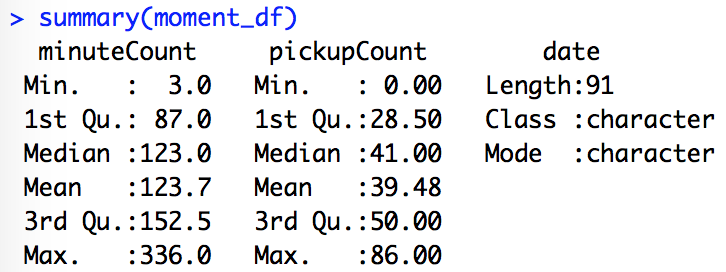 > summary(moment_df)
  minuteCount     pickupCount        date
 Min.   :  3.0   Min.   : 0.00   Length:91
 1st Qu.: 87.0   1st Qu.:28.50   Class :character
 Median :123.0   Median :41.00   Mode  :character
 Mean   :123.7   Mean   :39.48
 3rd Qu.:152.5   3rd Qu.:50.00
 Max.   :336.0   Max.   :86.00